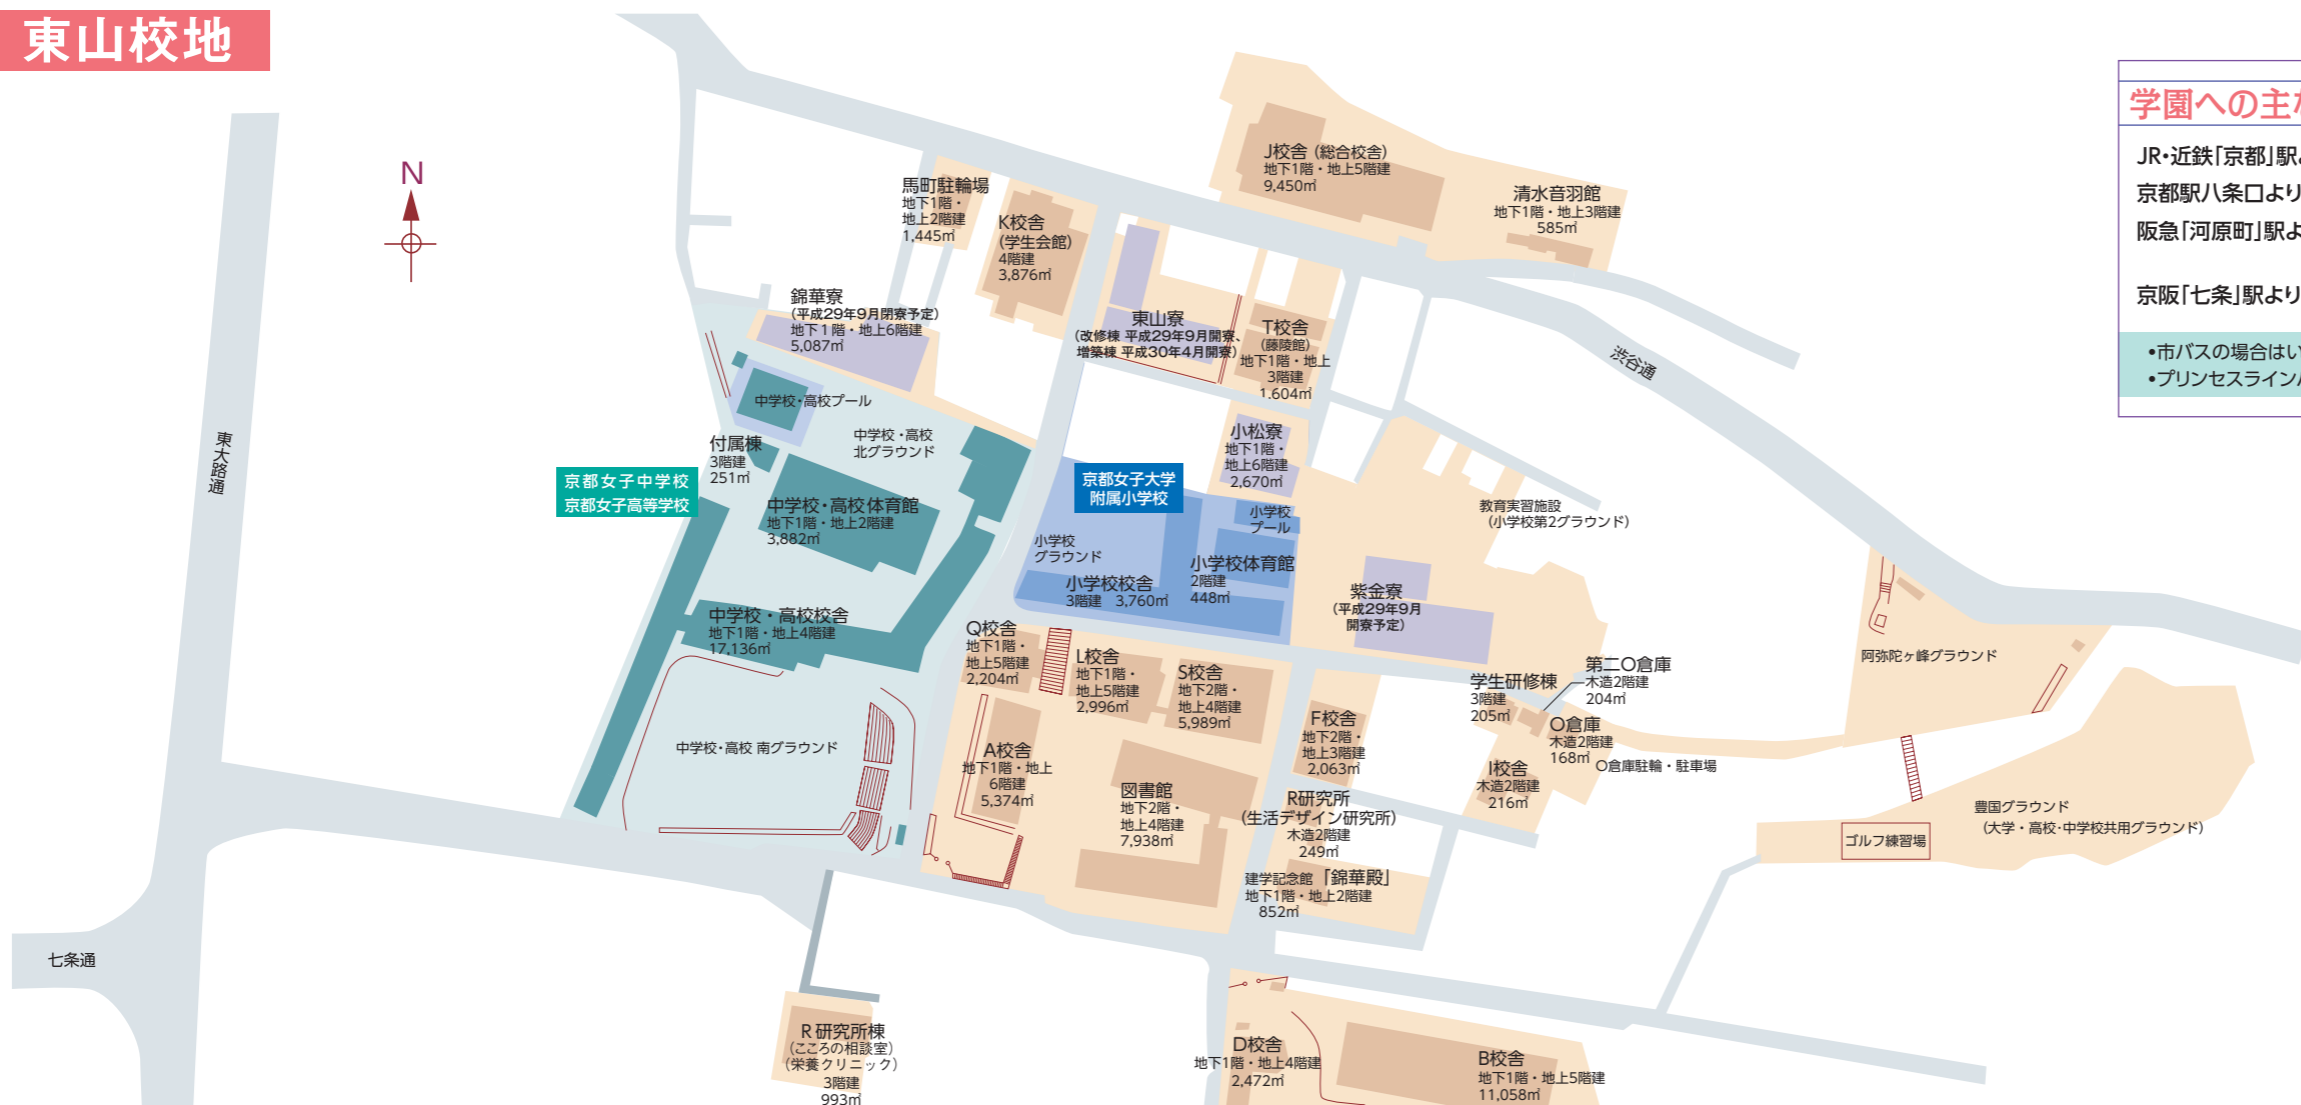 東山校地
N
学園への主な
JR・近鉄「京都」駅よ
京都駅八条口より
阪急「河原町」駅よ
京阪「七条」駅より
•市バスの場合はい
•プリンセスライン
J校舎（総合校舎）
地下1階・地上5階建
9,450㎡
清水音羽館
地下1階・地上3階建
585㎡
馬町駐輪場
地下1階・
地上2階建
1,445㎡
K校舎
（学生会館）
4階建
3,876㎡
錦華寮
（平成29年9月閉寮予定）
地下1階・地上6階建
5,087㎡
東山寮
（改修棟 平成29年9月開寮、
増築棟 平成30年4月開寮）
T校舎
（藤陵館）
地下1階・地上
3階建
1.604㎡
渋谷通
東大路通
中学校・高校プール
中学校・高校
北グラウンド
付属棟
3階建
251㎡
京都女子中学校
京都女子高等学校
中学校・高校体育館
地下1階・地上2階建
3,882㎡
小松寮
地下1階・
地上6階建
2,670㎡
京都女子大学
附属小学校
小学校
プール
小学校
グラウンド
小学校体育館
2階建
448㎡
小学校校舎
3階建　3,760㎡
教育実習施設
（小学校第2グラウンド）
紫金寮
（平成29年9月
開寮予定）
中学校・高校校舎
地下1階・地上4階建
17,136㎡
Q校舎
地下1階・
地上5階建
2,204㎡
L校舎
地下1階・
地上5階建
2,996㎡
S校舎
地下2階・
地上4階建
5,989㎡
学生研修棟
3階建
205㎡
第二O倉庫
木造2階建
204㎡
阿弥陀ヶ峰グラウンド
F校舎
地下2階・
地上3階建
2,063㎡
O倉庫
木造2階建
168㎡
O倉庫駐輪・駐車場
I校舎
木造2階建
216㎡
中学校・高校 南グラウンド
A校舎
地下1階・地上
6階建
5,374㎡
図書館
地下2階・
地上4階建
7,938㎡
R研究所
（生活デザイン研究所）
木造2階建
249㎡
豊国グラウンド
（大学・高校・中学校共用グラウンド）
ゴルフ練習場
建学記念館「錦華殿」
地下1階・地上2階建
852㎡
七条通
R研究所棟
（こころの相談室）
（栄養クリニック）
3階建
993㎡
D校舎
地下1階・地上4階建
2,472㎡
B校舎
地下1階・地上5階建
11,058㎡